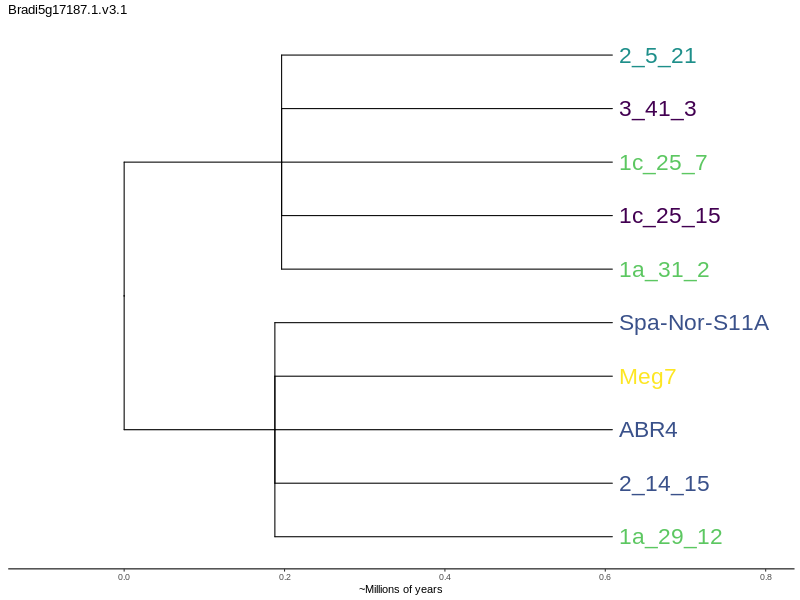 Bradi5g17187.1.v3.1
2_5_21
3_41_3
1c_25_7
1c_25_15
1a_31_2
Spa-Nor-S11A
Meg7
ABR4
2_14_15
1a_29_12
0.0 0.2 0.4 0.6 0.8
~Millions of years